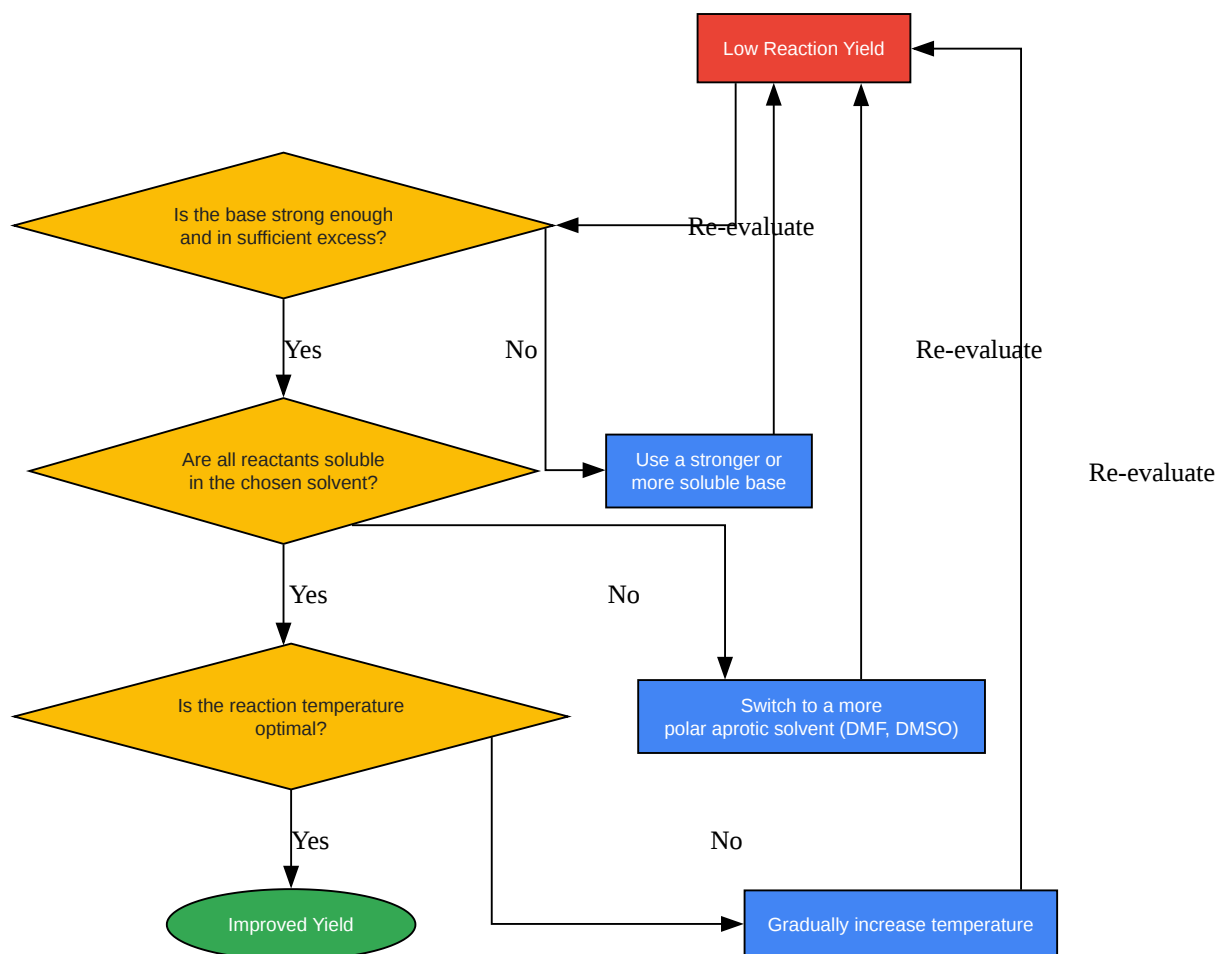 Low Reaction Yield
Is the base strong enough
and in sufficient excess?
Re-evaluate
Yes
No
Re-evaluate
Are all reactants soluble
in the chosen solvent?
Use a stronger or
more soluble base
Re-evaluate
Yes
No
Is the reaction temperature
optimal?
Switch to a more
polar aprotic solvent (DMF, DMSO)
Yes
No
Improved Yield
Gradually increase temperature